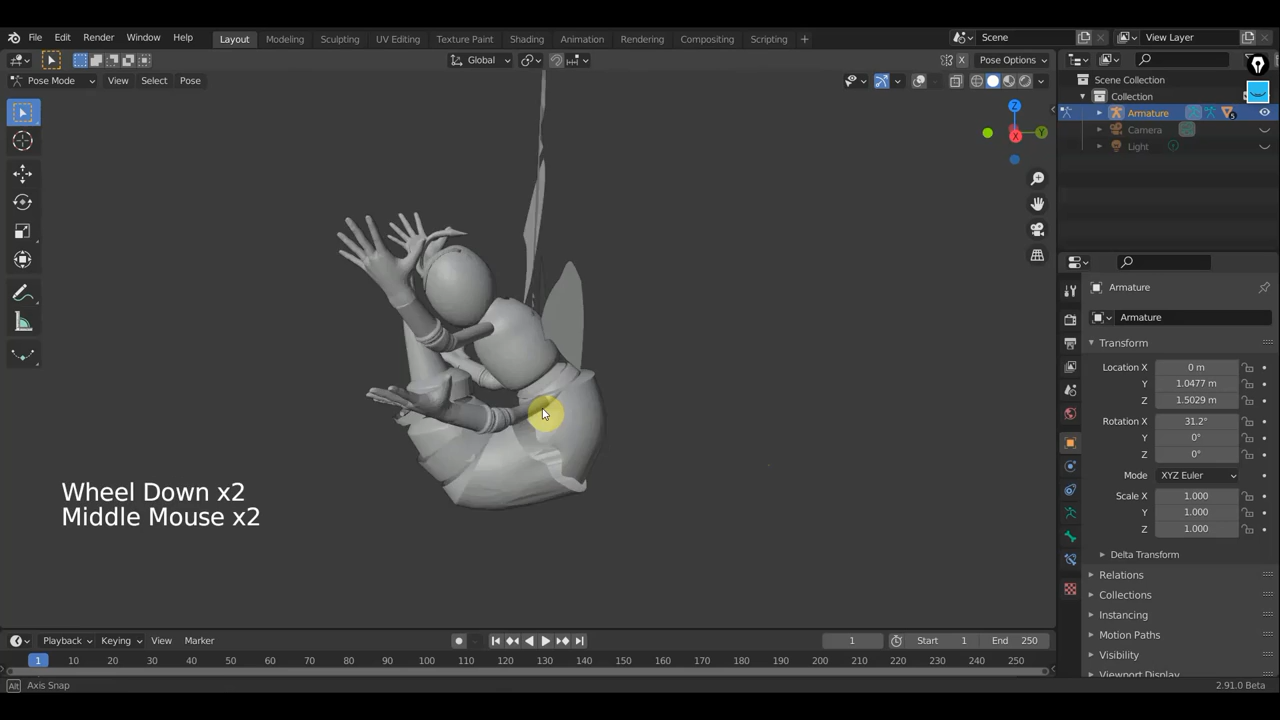 File Edit Render Window Help Layout Modeling Sculpting UV Editing Texture Paint Shading Animation Rendering Compositing Scripting + Scene View Layer
Global X Pose Options
Pose Mode View Select Pose
Scene Collection
Collection
Armature
Camera
Light
Z
Y
X
Armature
Armature
Transform
Location X 0 m
Y 1.0477 m
Z 1.5029 m
Rotation X 31.2°
Y 0°
Z 0°
Mode XYZ Euler
Scale X 1.000
Y 1.000
Z 1.000
Delta Transform
Relations
Collections
Instancing
Motion Paths
Visibility
Viewport Display
Wheel Down x2
Middle Mouse x2
Playback Keying View Marker 1 Start 1 End 250
1 10 20 30 40 50 60 70 80 90 100 110 120 130 140 150 160 170 180 190 200 210 220 230 240 250
Alt Axis Snap 2.91.0 Beta